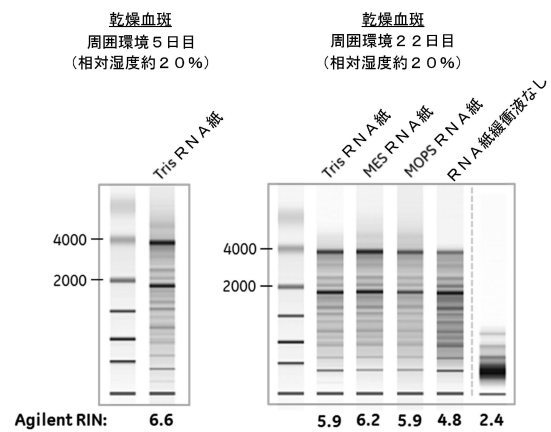 乾燥血斑
周囲環境５日目
（相対湿度約２０％）
乾燥血斑
周囲環境２２日目
（相対湿度約２０％）
Tris ＲＮＡ紙
Tris ＲＮＡ紙
MES ＲＮＡ紙
MOPS ＲＮＡ紙
ＲＮＡ紙緩衝液なし
4000
2000
4000
2000
Agilent RIN: 6.6 5.9 6.2 5.9 4.8 2.4